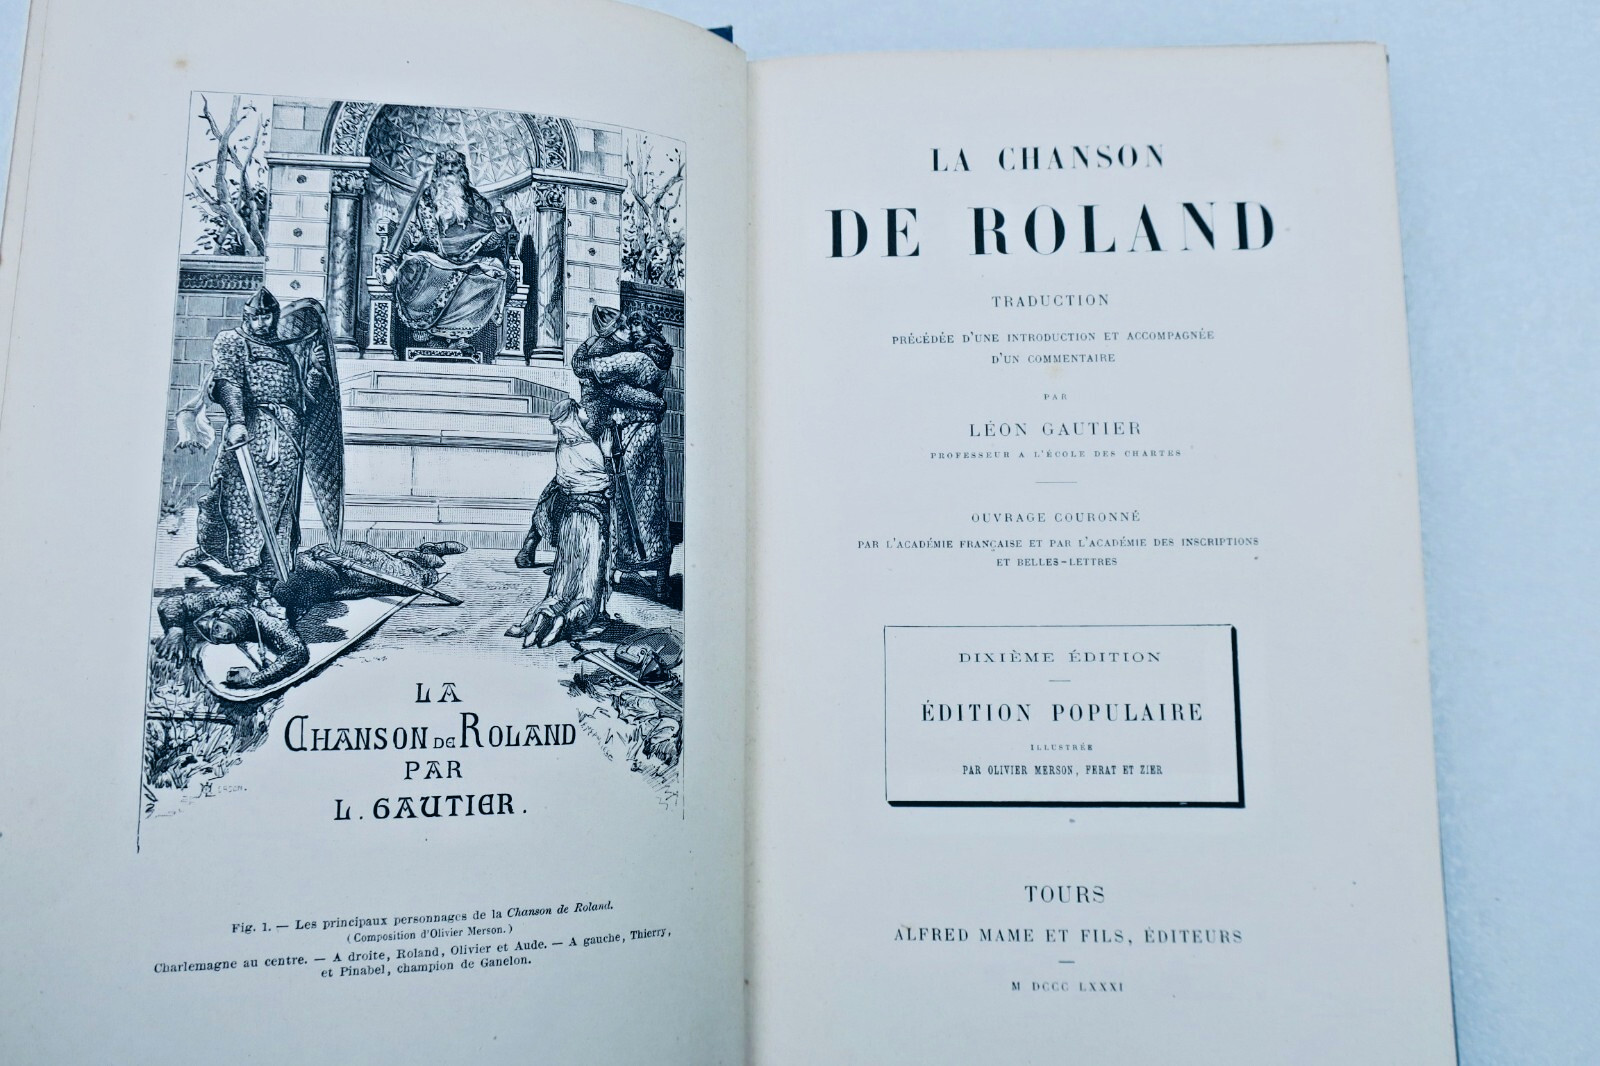 LA
CHANSON DE ROLAND
PAR
L. GAUTIER.
Fig. 1. — Les principaux personnages de la Chanson de Roland.
(Composition d'Olivier Merson.)
Charlemagne au centre. — A droite, Roland, Olivier et Aude. — A gauche, Thierry,
et Pinabel, champion de Ganelon.
LA CHANSON
DE ROLAND
TRADUCTION
PRÉCÉDÉE D'UNE INTRODUCTION ET ACCOMPAGNÉE
D'UN COMMENTAIRE
PAR
LÉON GAUTIER
PROFESSEUR A L'ÉCOLE DES CHARTES
OUVRAGE COURONNÉ
PAR L'ACADÉMIE FRANÇAISE ET PAR L'ACADÉMIE DES INSCRIPTIONS
ET BELLES-LETTRES
DIXIÈME ÉDITION
ÉDITION POPULAIRE
ILLUSTRÉE
PAR OLIVIER MERSON, FERAT ET ZIER
TOURS
ALFRED MAME ET FILS, ÉDITEURS
M DCCC LXXXI